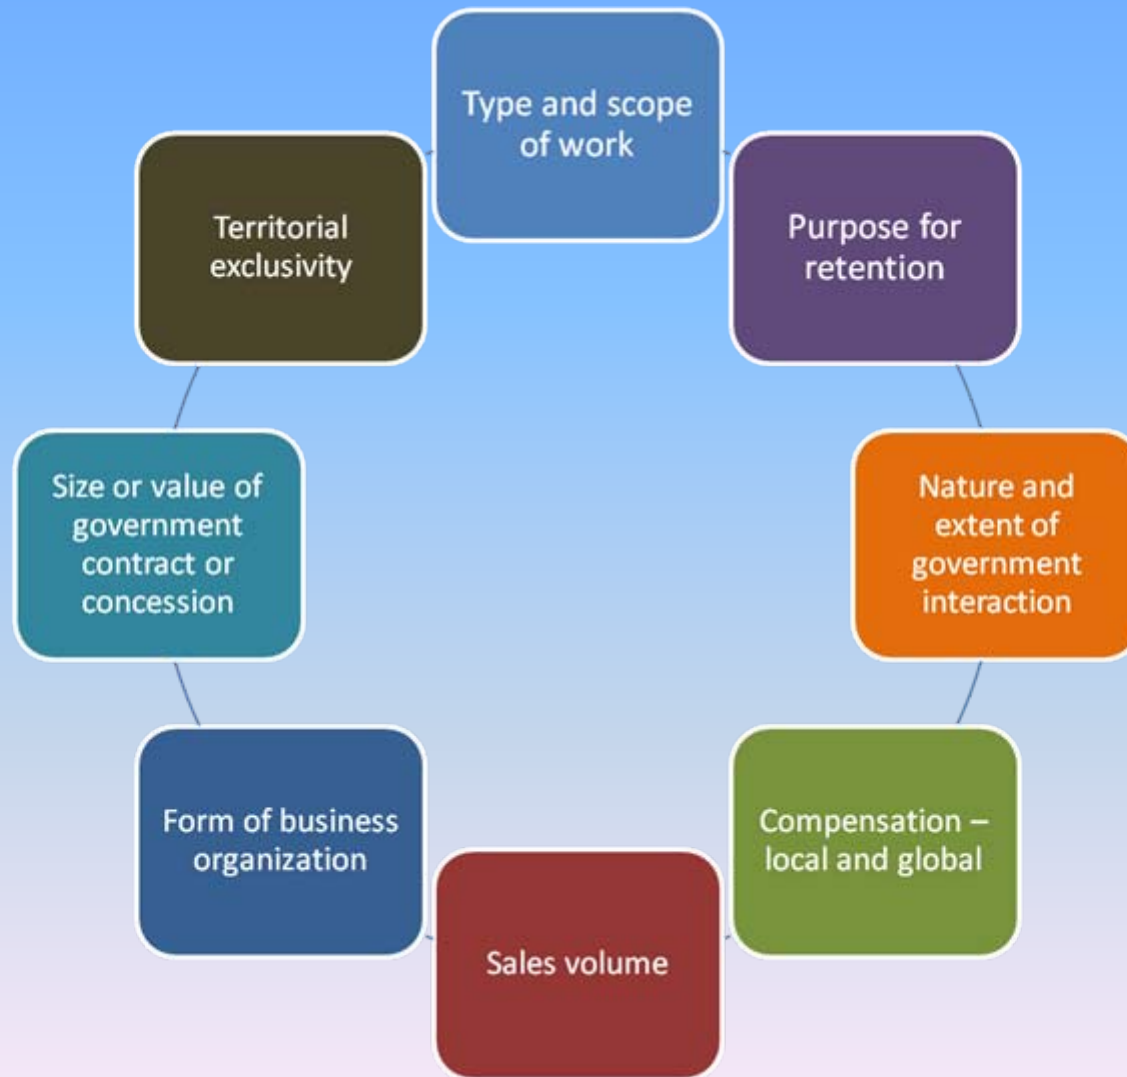 Type and scope
of work
Purpose for
retention
Nature and
extent of
government
interaction
Compensation –
local and global
Sales volume
Form of business
organization
Size or value of
government
contract or
concession
Territorial
exclusivity